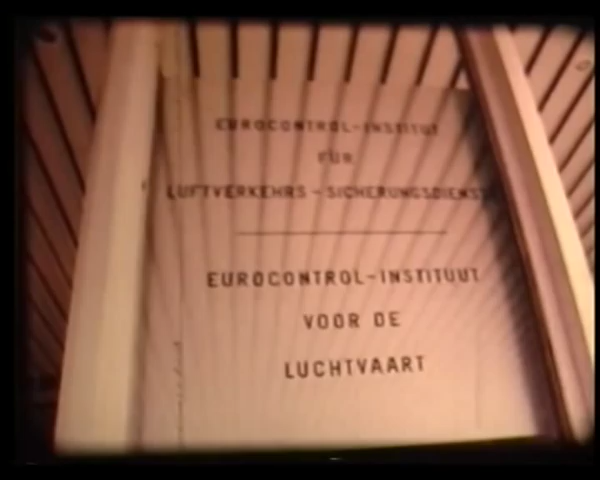 EUROCONTROL-INSTITUT
FÜR
LUFTVERKEHRS-SICHERUNGSDIENSTE
EUROCONTROL-INSTITUUT
VOOR DE
LUCHTVAART